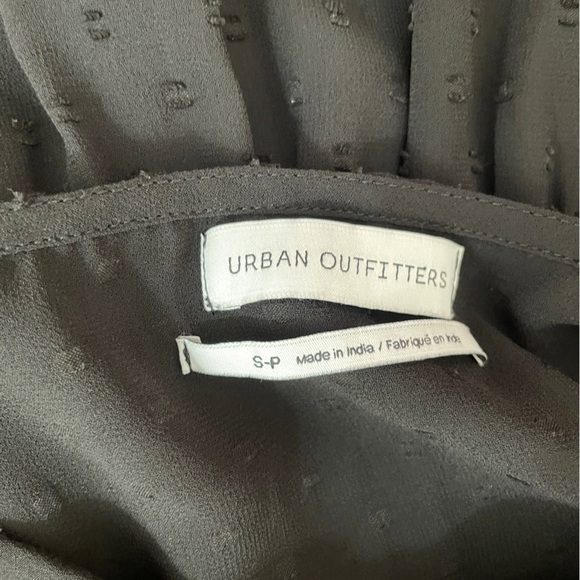 URBAN OUTFITTERS
S-P Made in India / Fabriqué en Inde